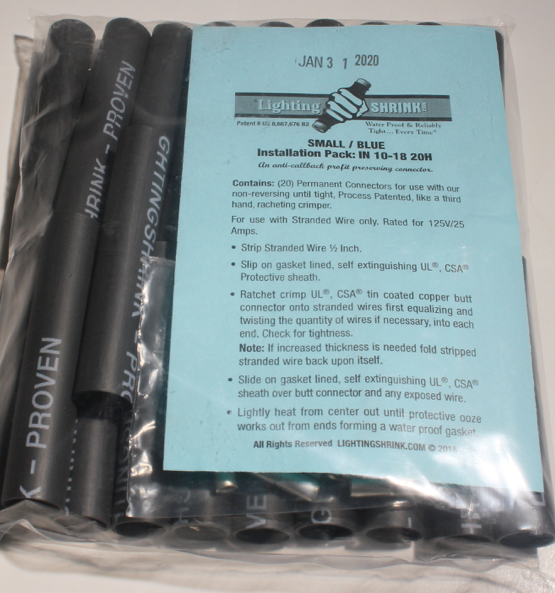 JAN 3 1 2020
Lighting SHRINK.COM
Patent # US 8,667,676 B2
Water Proof & Reliably
Tight... Every Time®
SMALL / BLUE
Installation Pack: IN 10-18 20H
An anti-callback profit preserving connector.
Contains: (20) Permanent Connectors for use with our
non-reversing until tight, Process Patented, like a third
hand, racheting crimper.
For use with Stranded Wire only. Rated for 125V/25
Amps.
• Strip Stranded Wire ½ Inch.
• Slip on gasket lined, self extinguishing UL®, CSA®
Protective sheath.
• Ratchet crimp UL®, CSA® tin coated copper butt
connector onto stranded wires first equalizing and
twisting the quantity of wires if necessary, into each
end. Check for tightness.
Note: If increased thickness is needed fold stripped
stranded wire back upon itself.
• Slide on gasket lined, self extinguishing UL®, CSA®
sheath over butt connector and any exposed wire.
• Lightly heat from center out until protective ooze
works out from ends forming a water proof gasket.
All Rights Reserved LIGHTINGSHRINK.COM ©
K - PROVEN
HRINK - PROVEN
GHTINGSHRINK - PRO
VE
G